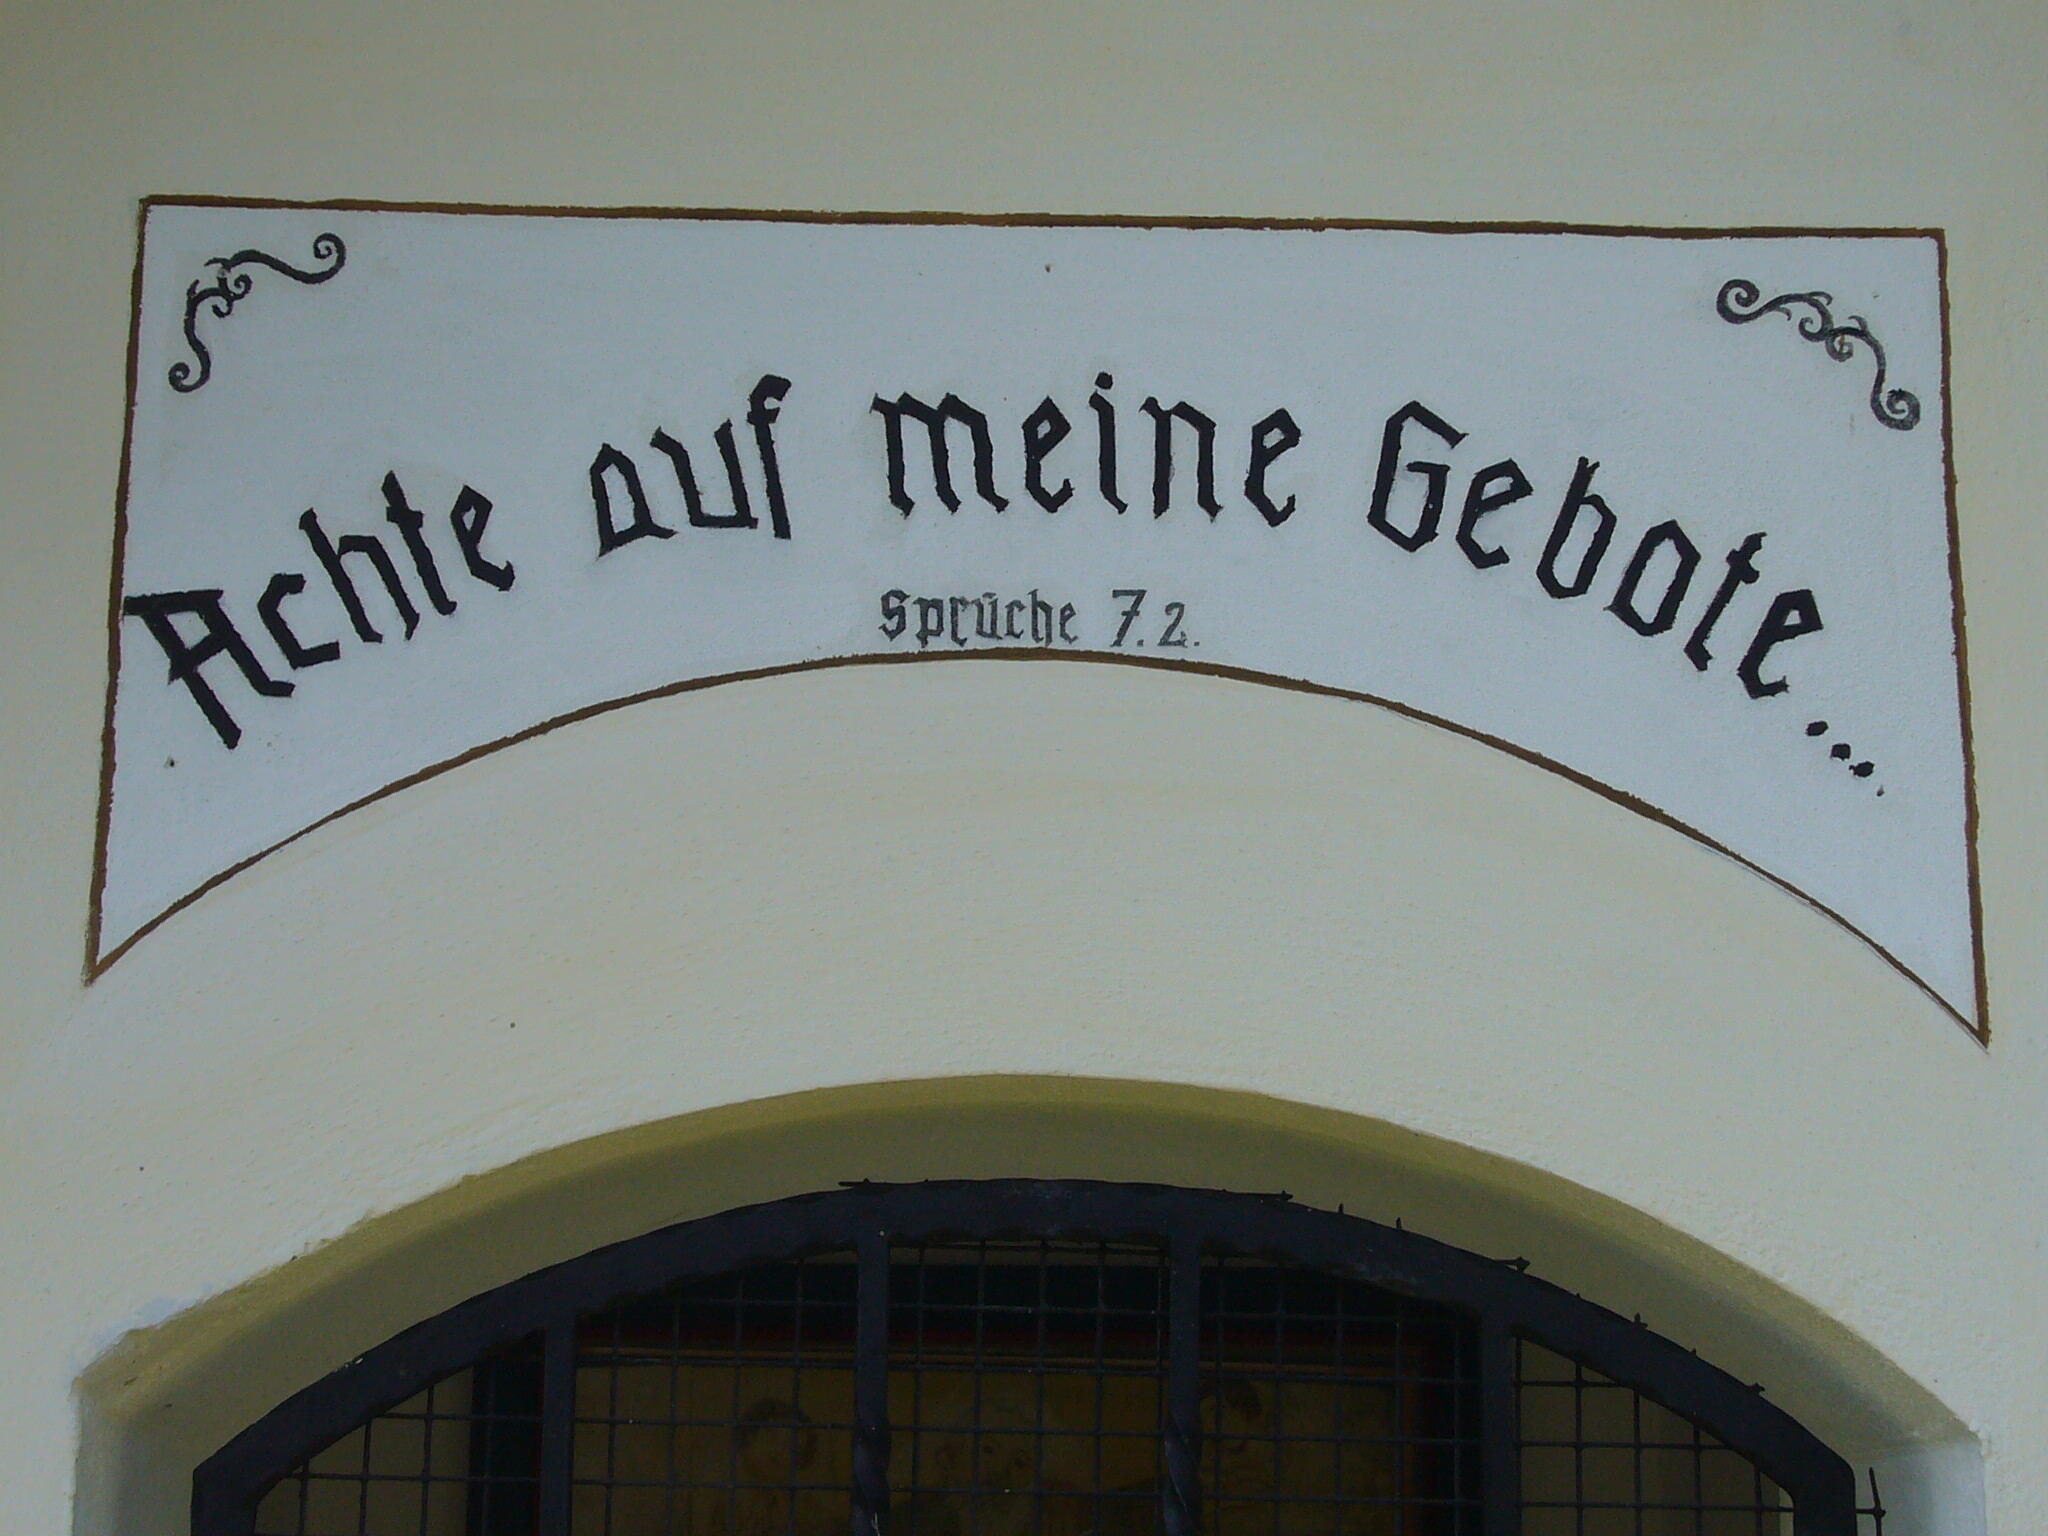 Achte auf meine Gebote...
Sprüche 7.2.